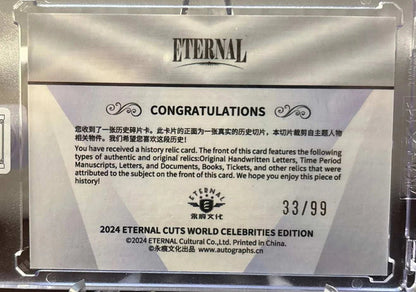 ETERNAL
CONGRATULATIONS
您收到了一张历史碎片卡。此卡片的正面为一张真实的历史切片，本切片裁剪自主题人物
相关物件。我们希望您喜欢这段历史！
You have received a history relic card. The front of this card features the following
types of authentic and original relics:Original Handwritten Letters, Time Period
Manuscripts, Letters, and Documents, Books, Tickets, and other relics that were
attributed to the subject on the front of this card. We hope you enjoy this piece of
history!
ETERNAL
永痕文化
33/99
2024 ETERNAL CUTS WORLD CELEBRITIES EDITION
©2024 ETERNAL Cultural Co., Ltd. Printed in China.
©永痕文化出品 www.autographs.cn